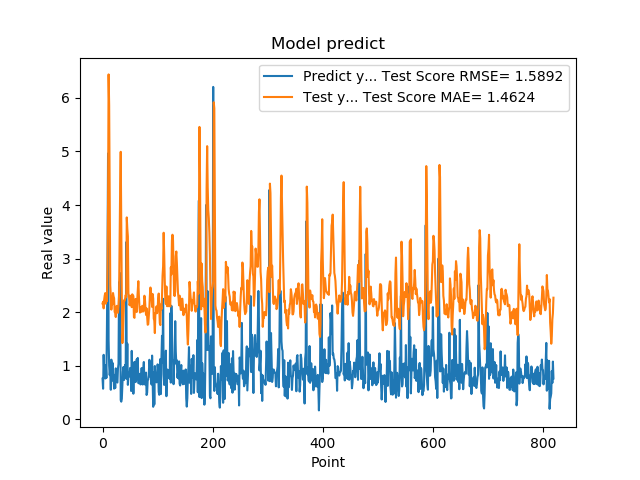 Model predict
Predict y... Test Score RMSE= 1.5892
Test y... Test Score MAE= 1.4624
Real value
6
5
4
3
2
1
0
0 200 400 600 800
Point